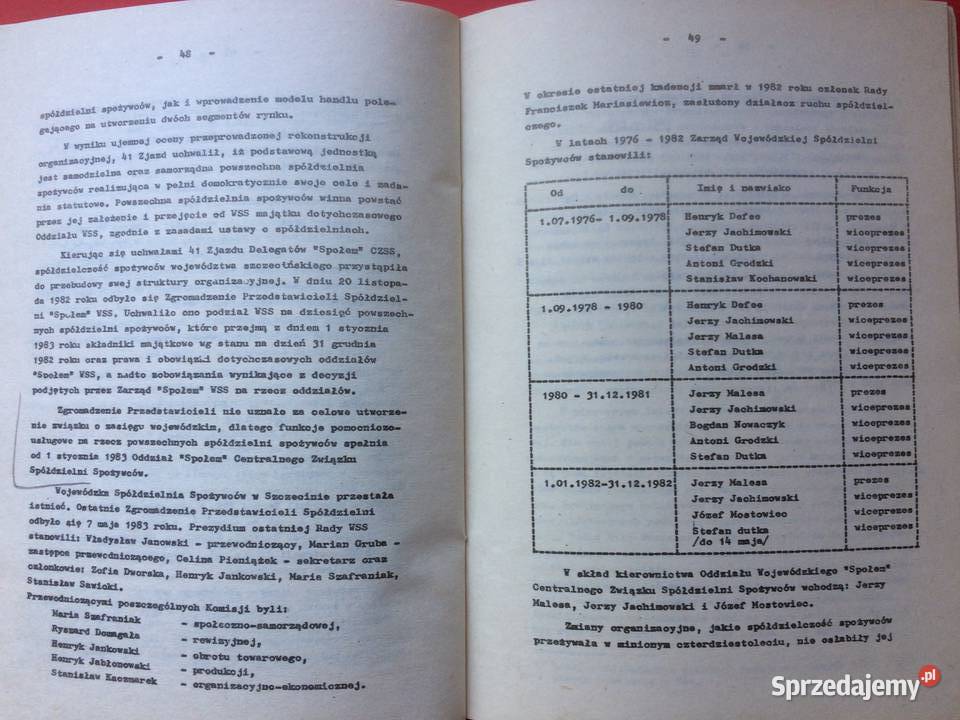 - 48 -
spółdzielni spożywców, jak i wprowadzenie modelu handlu pole-
gającego na utworzeniu dwóch segmentów rynku.
W wyniku ujemnej oceny przeprowadzonej rekonstrukcji
organizacyjnej, 41 Zjazd uchwalił, iż podstawową jednostką
jest samodzielna oraz samorządna powszechna spółdzielnia
spożywców realizująca w pełni demokratycznie swoje cele i zada-
nia statutowe. Powszechna spółdzielnia spożywców winna powstać
przez jej założenie i przejęcie od WSS majątku dotychczasowego
Oddziału WSS, zgodnie z zasadami ustawy o spółdzielniach.
Kierując się uchwałami 41 Zjazdu Delegatów "Społem" CZSS,
spółdzielczość spożywców województwa szczecińskiego przystąpiła
do przebudowy swej struktury organizacyjnej. W dniu 20 listopa-
da 1982 roku odbyło się Zgromadzenie Przedstawicieli Spółdziel-
ni "Społem" WSS. Uchwaliło ono podział WSS na dziesięć powszech-
nych spółdzielni spożywców, które przejmą z dniem 1 stycznia
1983 roku składniki majątkowe wg stanu na dzień 31 grudnia
1982 roku oraz prawa i obowiązki dotychczasowych oddziałów
"Społem" WSS, a nadto zobowiązania wynikające z decyzji
podjętych przez Zarząd "Społem" WSS na rzecz oddziałów.
Zgromadzenie Przedstawicieli nie uznało za celowe utworze-
nie związku o zasięgu wojewódzkim, dlatego funkcje pomocniczo-
usługowe na rzecz powszechnych spółdzielni spożywców spełnia
od 1 stycznia 1983 Oddział "Społem" Centralnego Związku
Spółdzielni Spożywców.
Wojewódzka Spółdzielnia Spożywców w Szczecinie przestała
istnieć. Ostatnie Zgromadzenie Przedstawicieli Spółdzielni
odbyło się 7 maja 1983 roku. Prezydium ostatniej Rady WSS
stanowili: Władysław Janowski - przewodniczący, Marian Gruba -
zastępca przewodniczącego, Celina Pieniążek - sekretarz oraz
członkowie: Zofia Dworska, Henryk Jankowski, Maria Szafraniak,
Stanisław Sawicki.
Przewodniczącymi poszczególnych Komisji byli:
Maria Szafraniak - społeczno-samorządowej,
Ryszard Domagała - rewizyjnej,
Henryk Jankowski - obrotu towarowego,
Henryk Jabłonowski - produkcji,
Stanisław Kaczmarek - organizacyjno-ekonomicznej.
- 49 -
W okresie ostatniej kadencji zmarł w 1982 roku członek Rady
Franciszek Mariasiewicz, zasłużony działacz ruchu spółdziel-
czego.
W latach 1976 - 1982 Zarząd Wojewódzkiej Spółdzielni
Spożywców stanowili:
Od do Imię i nazwisko Funkcja
1.07.1976- 1.09.1978 Henryk Defee prezes
Jerzy Jachimowski wiceprezes
Stefan Dutka wiceprezes
Antoni Grodzki wiceprezes
Stanisław Kochanowski wiceprezes
1.09.1978 - 1980 Henryk Defee prezes
Jerzy Jachimowski wiceprezes
Jerzy Malesa wiceprezes
Stefan Dutka wiceprezes
Antoni Grodzki wiceprezes
1980 - 31.12.1981 Jerzy Malesa prezes
Jerzy Jachimowski wiceprezes
Bogdan Nowaczyk wiceprezes
Antoni Grodzki wiceprezes
Stefan Dutka wiceprezes
1.01.1982-31.12.1982 Jerzy Malesa prezes
Jerzy Jachimowski wiceprezes
Józef Mostowiec wiceprezes
Stefan dutka wiceprezes
/do 14 maja/
W skład kierownictwa Oddziału Wojewódzkiego "Społem"
Centralnego Związku Spółdzielni Spożywców wchodzą: Jerzy
Malesa, Jerzy Jachimowski i Józef Mostowiec.
Zmiany organizacyjne, jakie spółdzielczość spożywców
przeżywała w minionym czterdziestoleciu, nie osłabiły jej
Sprzedajemy.pl